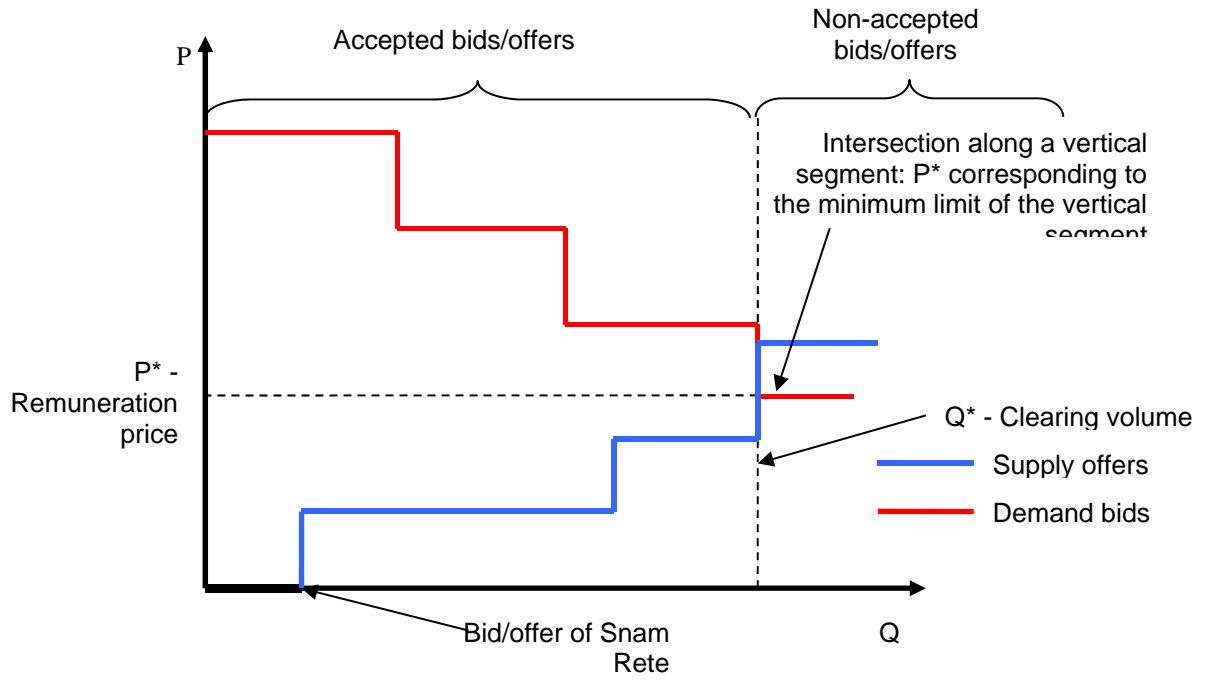 Accepted bids/offers
Non-accepted
bids/offers
P
Intersection along a vertical
segment: P* corresponding to
the minimum limit of the vertical
segment
P* -
Remuneration
price
Q* - Clearing volume
Supply offers
Demand bids
Bid/offer of Snam
Rete
Q